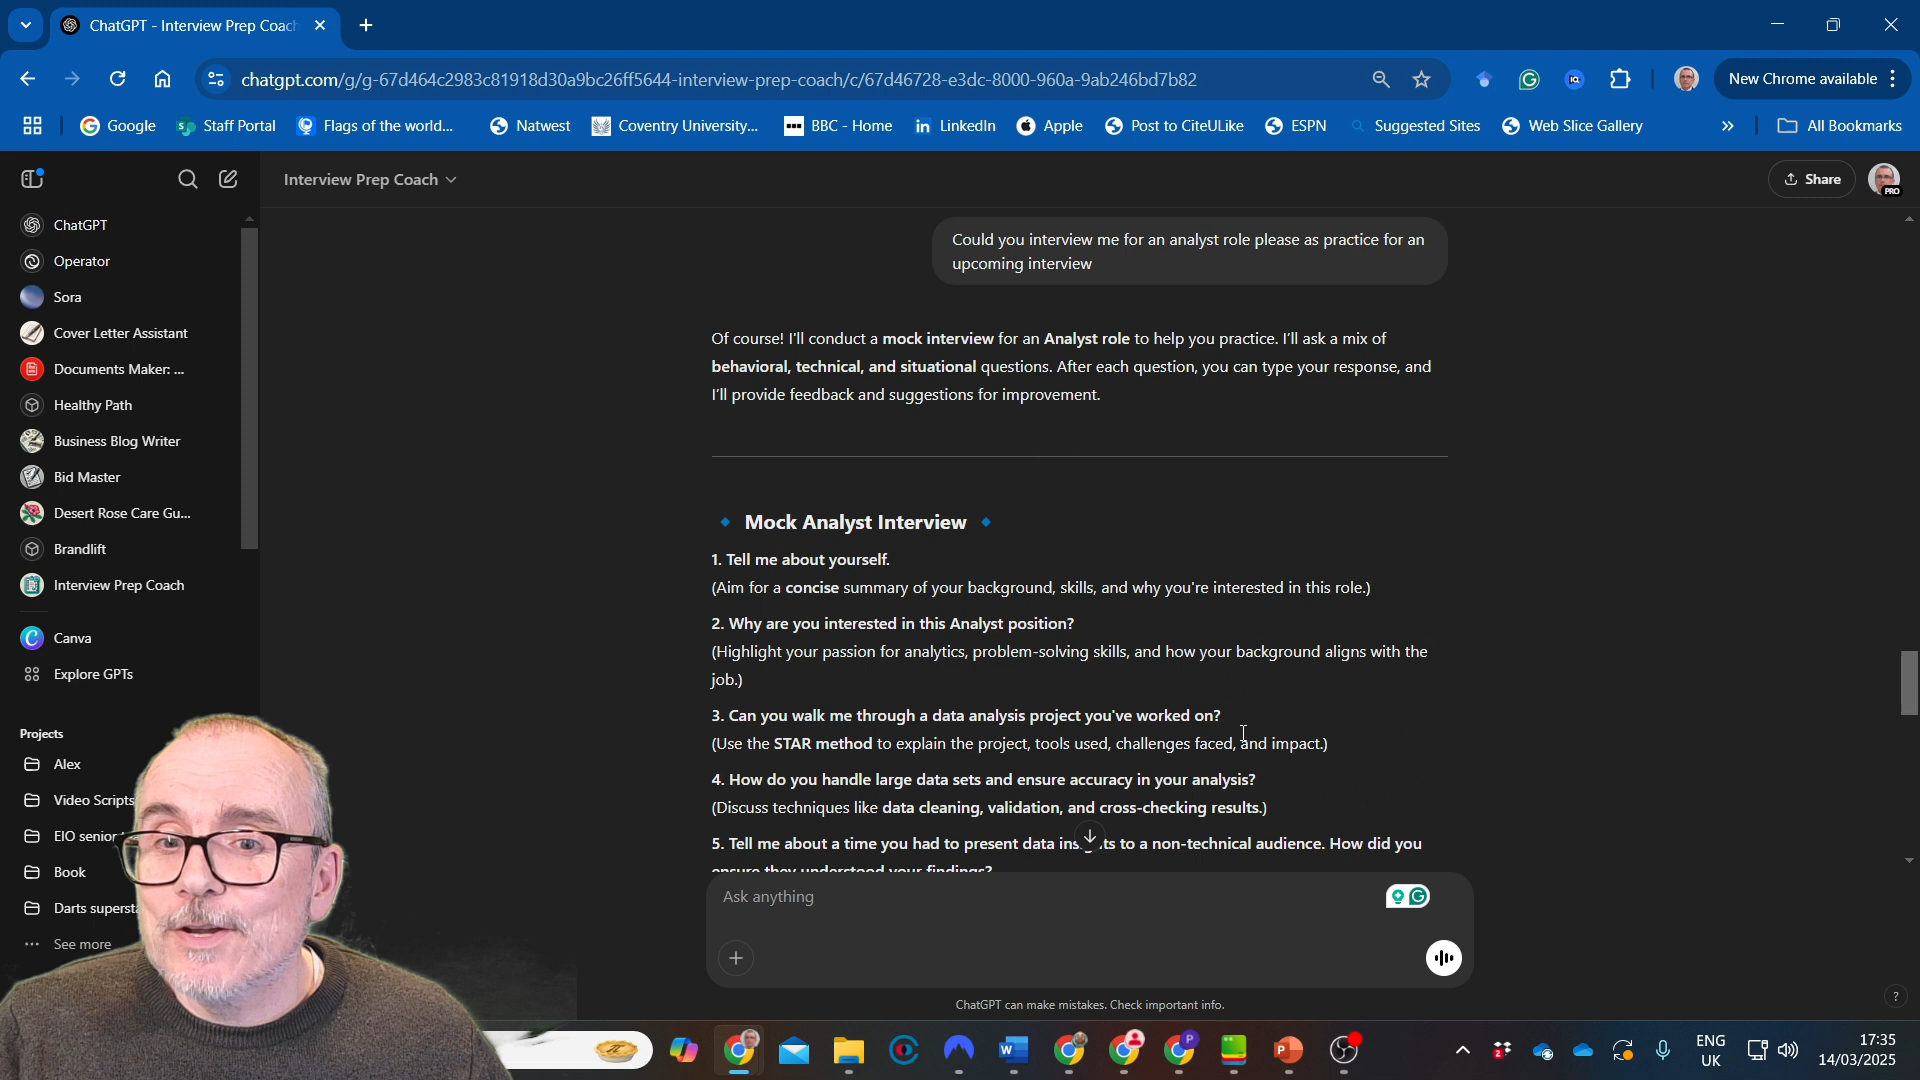 ChatGPT - Interview Prep Coach
chatgpt.com/g/g-67d464c2983c81918d30a9bc26ff5644-interview-prep-coach/c/67d46728-e3dc-8000-960a-9ab246bd7b82
New Chrome available
Google
Staff Portal
Flags of the world...
Natwest
Coventry University...
BBC - Home
LinkedIn
Apple
Post to CiteULike
ESPN
Suggested Sites
Web Slice Gallery
All Bookmarks
Interview Prep Coach
Share
PRO
ChatGPT
Operator
Sora
Cover Letter Assistant
Documents Maker: ...
Healthy Path
Business Blog Writer
Bid Master
Desert Rose Care Gu...
Brandlift
Interview Prep Coach
Canva
Explore GPTs
Projects
Alex
Video Scripts
EIO senior
Book
Darts supersta
See more
Could you interview me for an analyst role please as practice for an
upcoming interview
Of course! I'll conduct a mock interview for an Analyst role to help you practice. I'll ask a mix of
behavioral, technical, and situational questions. After each question, you can type your response, and
I'll provide feedback and suggestions for improvement.
Mock Analyst Interview
1. Tell me about yourself.
(Aim for a concise summary of your background, skills, and why you're interested in this role.)
2. Why are you interested in this Analyst position?
(Highlight your passion for analytics, problem-solving skills, and how your background aligns with the
job.)
3. Can you walk me through a data analysis project you've worked on?
(Use the STAR method to explain the project, tools used, challenges faced, and impact.)
4. How do you handle large data sets and ensure accuracy in your analysis?
(Discuss techniques like data cleaning, validation, and cross-checking results.)
5. Tell me about a time you had to present data insights to a non-technical audience. How did you
ensure they understood your findings?
Ask anything
ChatGPT can make mistakes. Check important info.
ENG
UK
17:35
14/03/2025